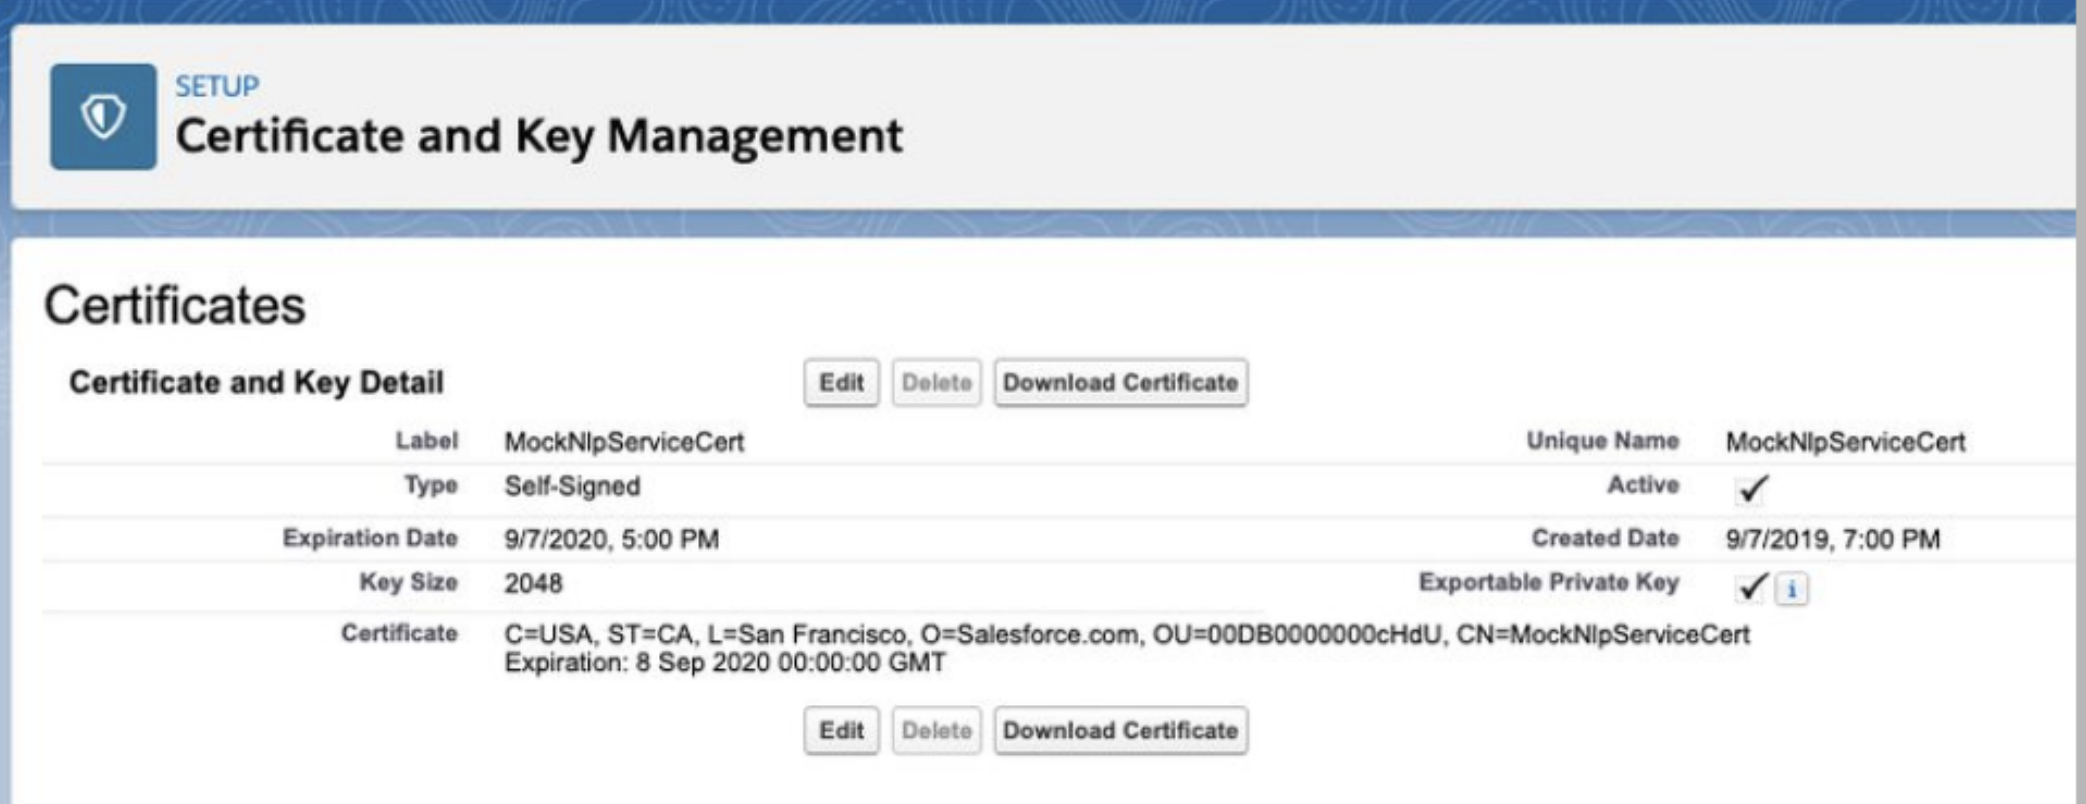 SETUP
Certificate and Key Management
Certificates
Certificate and Key Detail
Edit Delete Download Certificate
Label MockNlpServiceCert Unique Name MockNlpServiceCert
Type Self-Signed Active
Expiration Date 9/7/2020, 5:00 PM Created Date 9/7/2019, 7:00 PM
Key Size 2048 Exportable Private Key i
Certificate C=USA, ST=CA, L=San Francisco, O=Salesforce.com, OU=00DB0000000cHdU, CN=MockNlpServiceCert
Expiration: 8 Sep 2020 00:00:00 GMT
Edit Delete Download Certificate